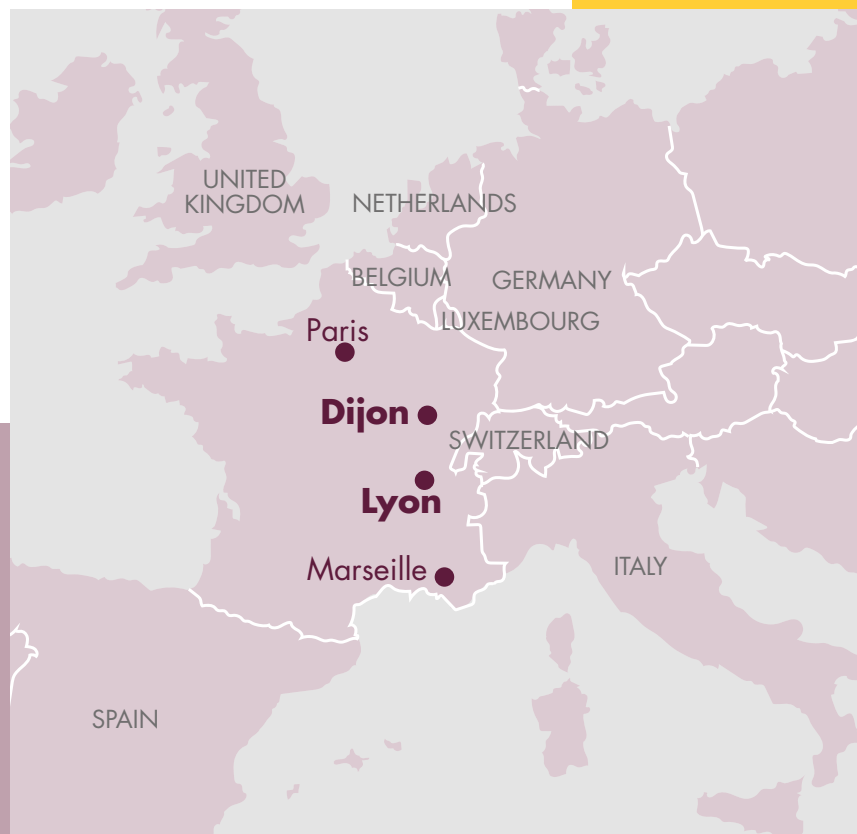 UNITED
KINGDOM
NETHERLANDS
BELGIUM
GERMANY
LUXEMBOURG
Paris
Dijon
SWITZERLAND
Lyon
Marseille
ITALY
SPAIN